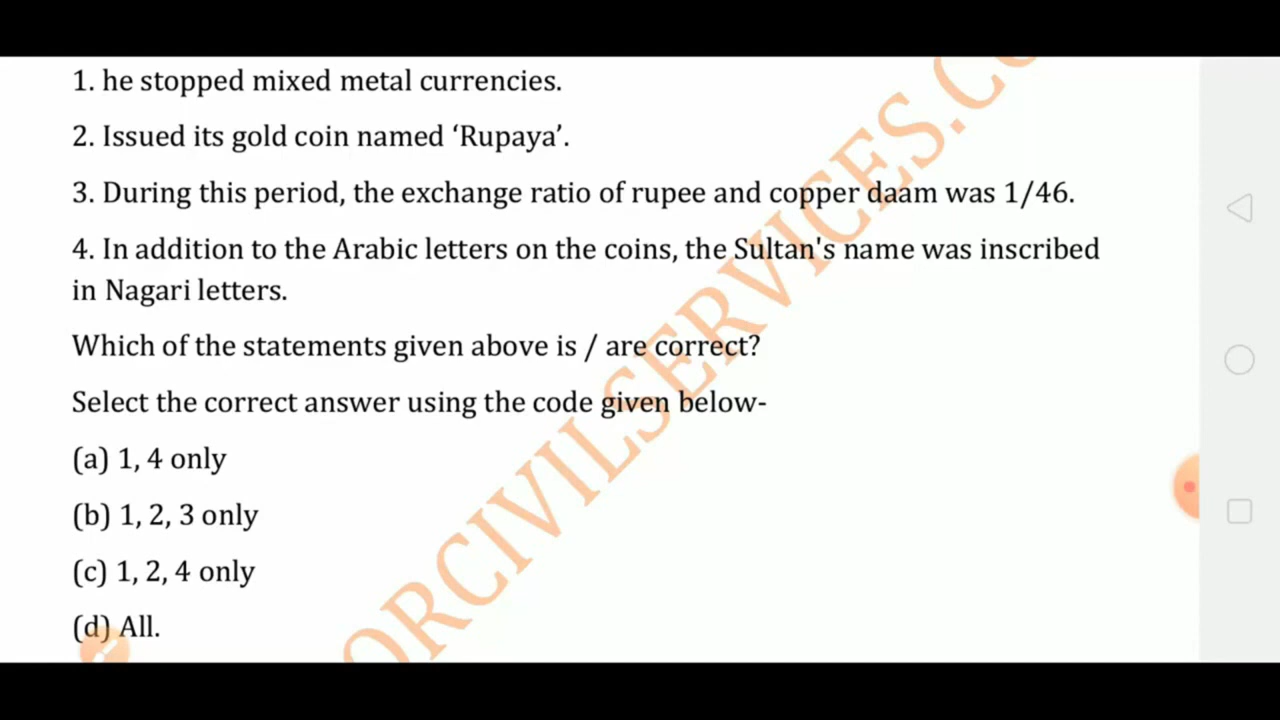 1. he stopped mixed metal currencies.
2. Issued its gold coin named ‘Rupaya’.
3. During this period, the exchange ratio of rupee and copper daam was 1/46.
4. In addition to the Arabic letters on the coins, the Sultan's name was inscribed
in Nagari letters.
Which of the statements given above is / are correct?
Select the correct answer using the code given below-
(a) 1, 4 only
(b) 1, 2, 3 only
(c) 1, 2, 4 only
(d) All.
ORCIVILSERVICES.CO